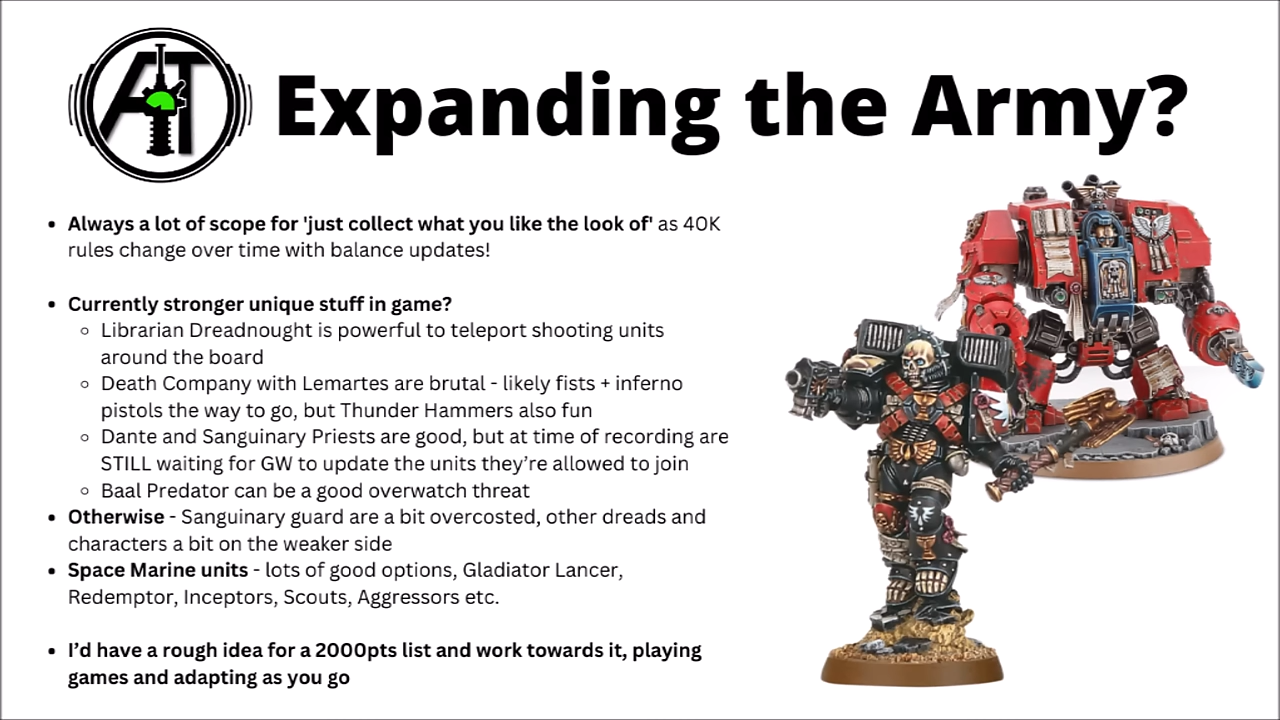 AT
Expanding the Army?
• Always a lot of scope for 'just collect what you like the look of' as 40K
rules change over time with balance updates!
• Currently stronger unique stuff in game?
○ Librarian Dreadnought is powerful to teleport shooting units
around the board
○ Death Company with Lemartes are brutal - likely fists + inferno
pistols the way to go, but Thunder Hammers also fun
○ Dante and Sanguinary Priests are good, but at time of recording are
STILL waiting for GW to update the units they’re allowed to join
○ Baal Predator can be a good overwatch threat
• Otherwise - Sanguinary guard are a bit overcosted, other dreads and
characters a bit on the weaker side
• Space Marine units - lots of good options, Gladiator Lancer,
Redemptor, Inceptors, Scouts, Aggressors etc.
• I’d have a rough idea for a 2000pts list and work towards it, playing
games and adapting as you go